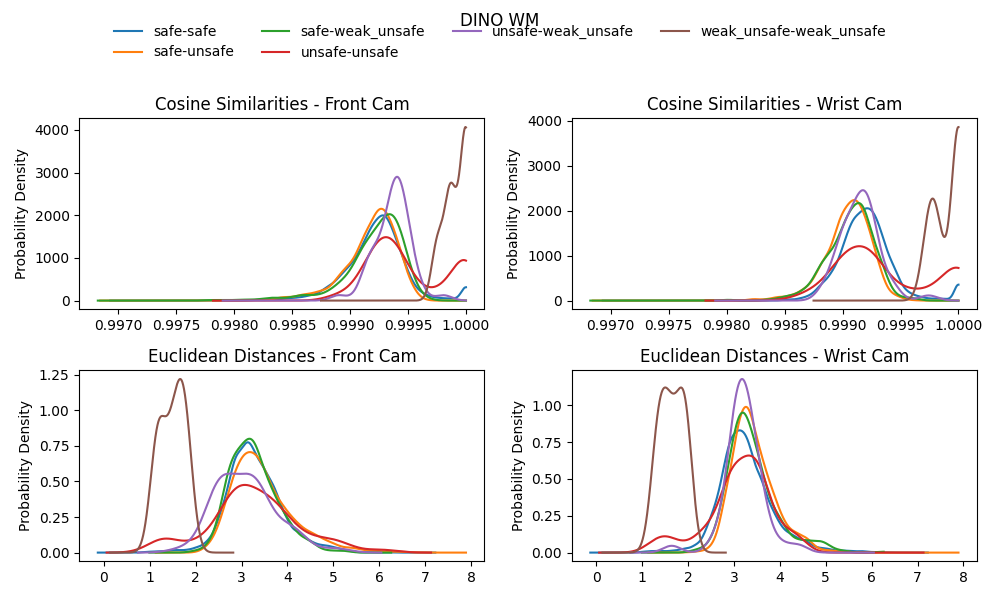 DINO WM
safe-safe
safe-unsafe
safe-weak_unsafe
unsafe-unsafe
unsafe-weak_unsafe
weak_unsafe-weak_unsafe
Cosine Similarities - Front Cam
Probability Density
4000
3000
2000
1000
0
0.9970 0.9975 0.9980 0.9985 0.9990 0.9995 1.0000
Cosine Similarities - Wrist Cam
Probability Density
4000
3000
2000
1000
0
0.9970 0.9975 0.9980 0.9985 0.9990 0.9995 1.0000
Euclidean Distances - Front Cam
Probability Density
1.25
1.00
0.75
0.50
0.25
0.00
0 1 2 3 4 5 6 7 8
Euclidean Distances - Wrist Cam
Probability Density
1.00
0.75
0.50
0.25
0.00
0 1 2 3 4 5 6 7 8